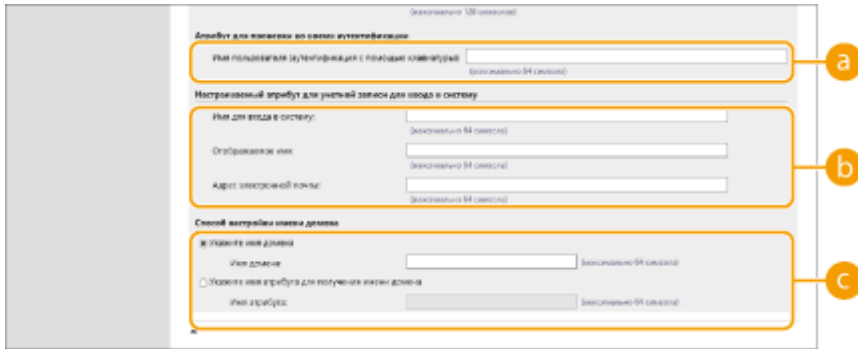 (максимально 120 символов)
Атрибут для проверки во время аутентификации
Имя пользователя (аутентификация с помощью клавиатуры):
(максимально 64 символа)
a
Настраиваемый атрибут для учетной записи для входа в систему
Имя для входа в систему:
(максимально 64 символа)
Отображаемое имя:
(максимально 64 символа)
b
Адрес электронной почты:
(максимально 64 символа)
Способ настройки имени домена
Укажите имя домена
Имя домена:
(максимально 64 символа)
c
Укажите имя атрибута для получения имени домена
Имя атрибута:
(максимально 64 символа)